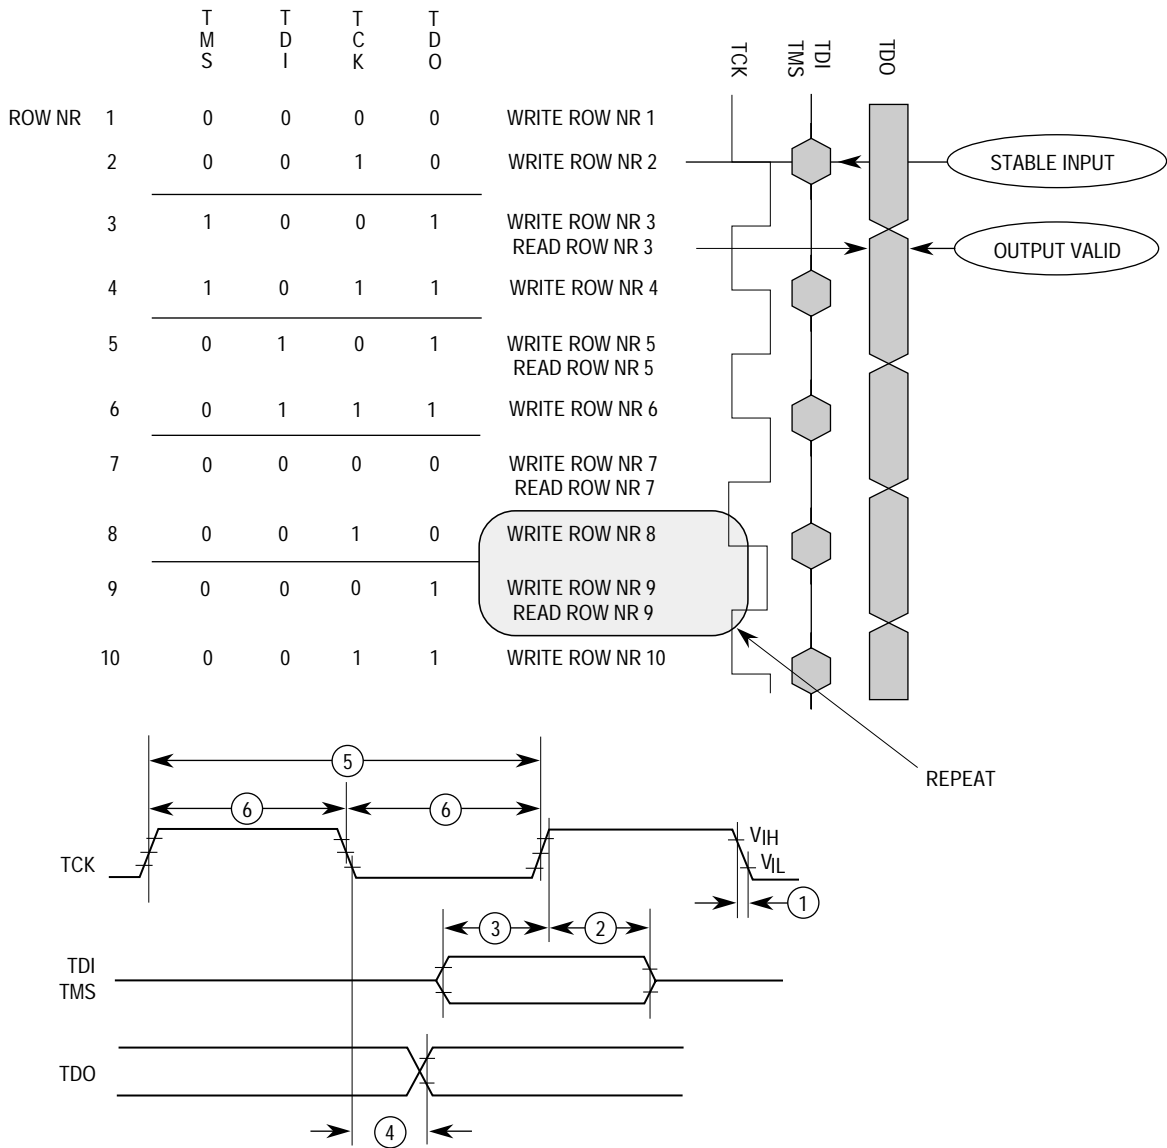 TMS TDI TCK TDO
TCK TMS TDI TDO
ROW NR 1 0 0 0 0 WRITE ROW NR 1
2 0 0 1 0 WRITE ROW NR 2 STABLE INPUT
3 1 0 0 1 WRITE ROW NR 3
READ ROW NR 3 OUTPUT VALID
4 1 0 1 1 WRITE ROW NR 4
5 0 1 0 1 WRITE ROW NR 5
READ ROW NR 5
6 0 1 1 1 WRITE ROW NR 6
7 0 0 0 0 WRITE ROW NR 7
READ ROW NR 7
8 0 0 1 0 WRITE ROW NR 8
9 0 0 0 1 WRITE ROW NR 9
READ ROW NR 9
10 0 0 1 1 WRITE ROW NR 10
REPEAT
5
6 6
VIH
TCK VIL
1
3 2
TDI
TMS
TDO
4